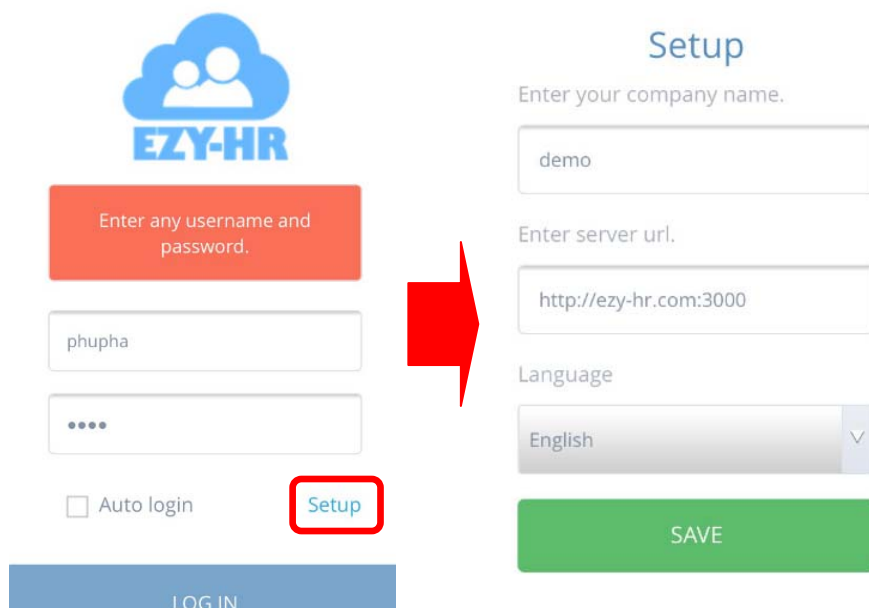 EZY-HR
Enter any username and
password.
phupha
••••
Auto login
Setup
LOG IN
Setup
Enter your company name.
demo
Enter server url.
http://ezy-hr.com:3000
Language
English
SAVE